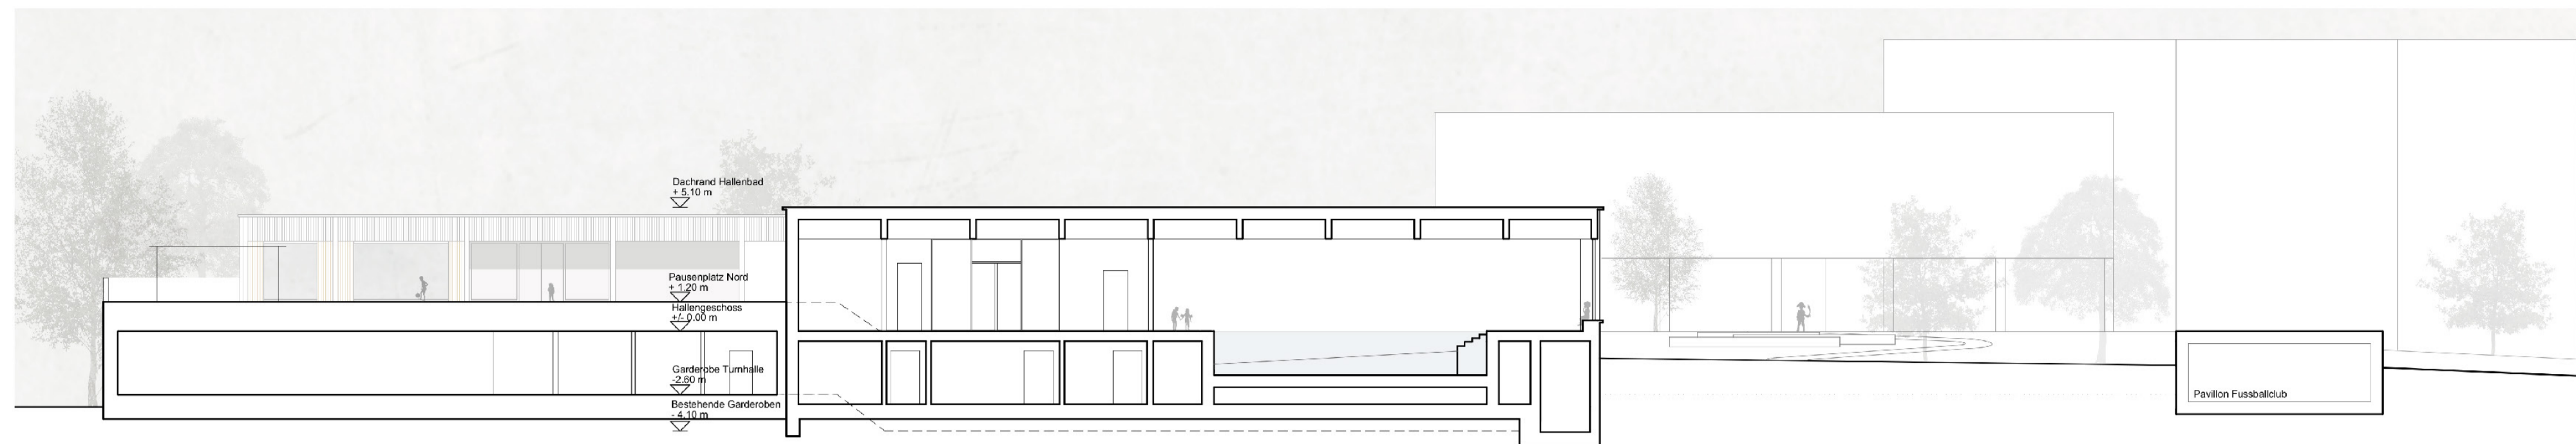 Dachrand Hallenbad
+ 5.10 m
Pausenplatz Nord
+ 1.20 m
Hallengeschoss
+/- 0.00 m
Garderobe Turnhalle
-2.60 m
Bestehende Garderoben
- 4.10 m
Pavillon Fussballclub